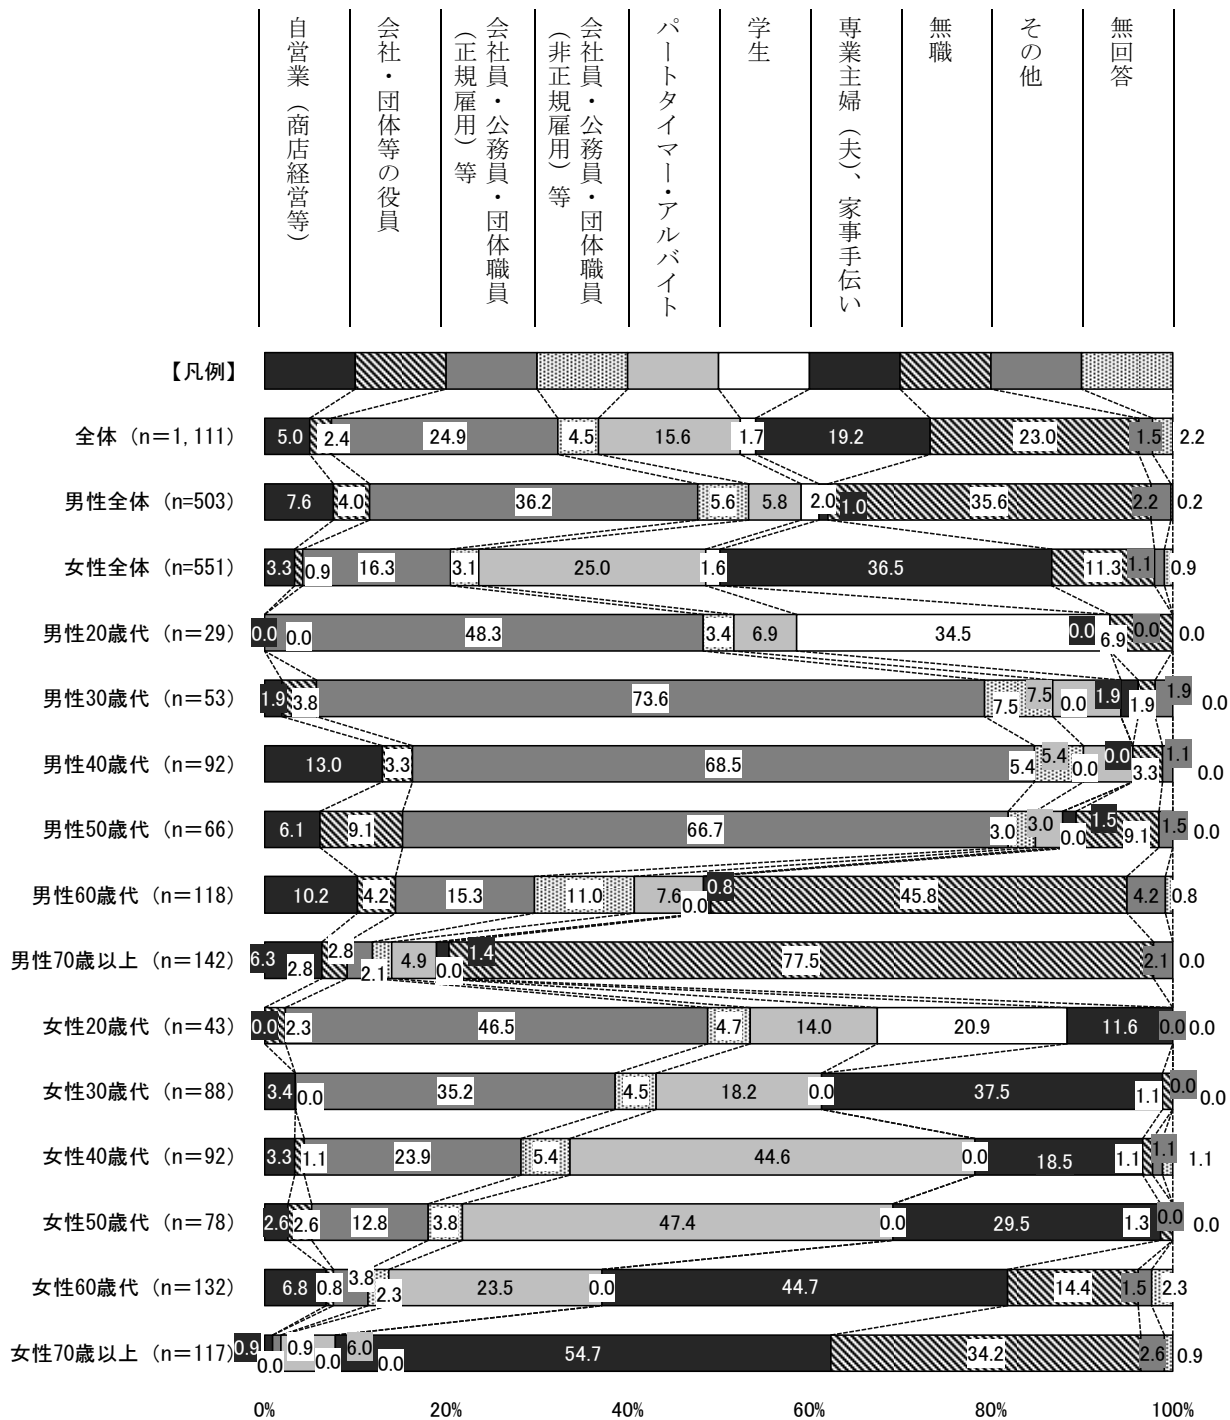 自営業（商店経営等）
会社・団体等の役員
会社員・公務員・団体職員
（正規雇用）等
会社員・公務員・団体職員
（非正規雇用）等
パートタイマー・アルバイト
学生
専業主婦（夫）、家事手伝い
無職
その他
無回答
【凡例】
全体（n＝1,111） 5.0 2.4 24.9 4.5 15.6 1.7 19.2 23.0 1.5 2.2
男性全体（n=503） 7.6 4.0 36.2 5.6 5.8 2.0 1.0 35.6 2.2 0.2
女性全体（n=551） 3.3 0.9 16.3 3.1 25.0 1.6 36.5 11.3 1.1 0.9
男性20歳代（n＝29） 0.0 0.0 48.3 3.4 6.9 34.5 0.0 6.9 0.0 0.0
男性30歳代（n＝53） 1.9 3.8 73.6 7.5 7.5 0.0 1.9 1.9 1.9 0.0
男性40歳代（n＝92） 13.0 3.3 68.5 5.4 5.4 0.0 0.0 3.3 1.1 0.0
男性50歳代（n＝66） 6.1 9.1 66.7 3.0 3.0 0.0 1.5 9.1 1.5 0.0
男性60歳代（n＝118） 10.2 4.2 15.3 11.0 7.6 0.0 0.8 45.8 4.2 0.8
男性70歳以上（n＝142） 6.3 2.8 2.8 2.1 4.9 0.0 1.4 77.5 2.1 0.0
女性20歳代（n＝43） 0.0 2.3 46.5 4.7 14.0 20.9 11.6 0.0 0.0
女性30歳代（n＝88） 3.4 0.0 35.2 4.5 18.2 0.0 37.5 1.1 0.0 0.0
女性40歳代（n＝92） 3.3 1.1 23.9 5.4 44.6 0.0 18.5 1.1 1.1 1.1
女性50歳代（n＝78） 2.6 2.6 12.8 3.8 47.4 0.0 29.5 1.3 0.0 0.0
女性60歳代（n＝132） 6.8 0.8 3.8 2.3 23.5 0.0 44.7 14.4 1.5 2.3
女性70歳以上（n＝117） 0.9 0.0 0.9 0.0 6.0 0.0 54.7 34.2 2.6 0.9
0% 20% 40% 60% 80% 100%